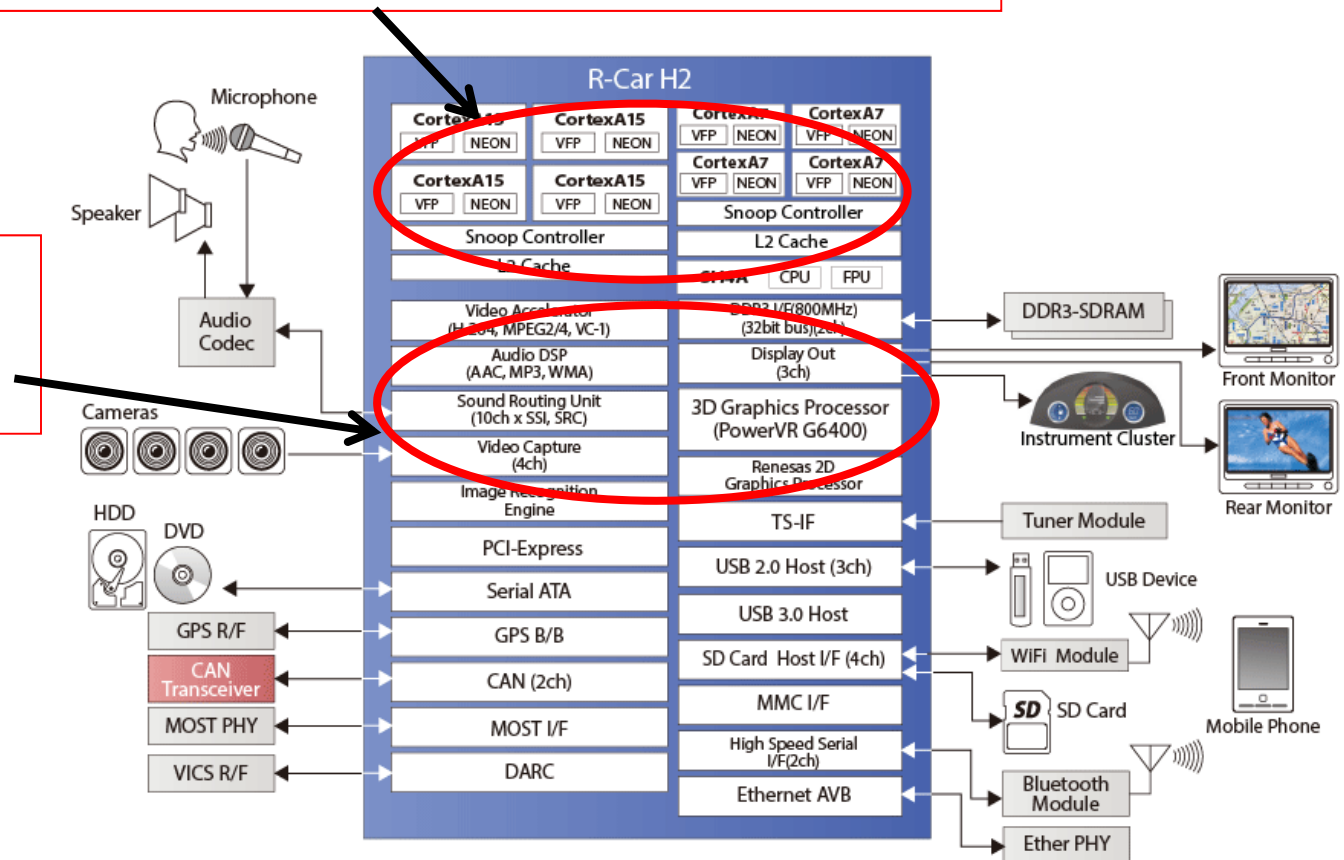 R-Car H2
Microphone
Speaker
Audio
Codec
Cameras
HDD
DVD
GPS R/F
CAN
Transceiver
MOST PHY
VICS R/F
CortexA15
VFP NEON
CortexA15
VFP NEON
CortexA15
VFP NEON
CortexA15
VFP NEON
Snoop Controller
L2 Cache
Video Accelerator
(H.264, MPEG2/4, VC-1)
Audio DSP
(AAC, MP3, WMA)
Sound Routing Unit
(10ch x SSI, SRC)
Video Capture
(4ch)
Image Recognition
Engine
PCI-Express
Serial ATA
GPS B/B
CAN (2ch)
MOST I/F
DARC
CortexA7
VFP NEON
CortexA7
VFP NEON
CortexA7
VFP NEON
CortexA7
VFP NEON
Snoop Controller
L2 Cache
SH4A CPU FPU
DDR3 I/F(800MHz)
(32bit bus)(2ch)
Display Out
(3ch)
3D Graphics Processor
(PowerVR G6400)
Renesas 2D
Graphics Processor
TS-IF
USB 2.0 Host (3ch)
USB 3.0 Host
SD Card Host I/F (4ch)
MMC I/F
High Speed Serial
I/F(2ch)
Ethernet AVB
DDR3-SDRAM
Front Monitor
Instrument Cluster
Rear Monitor
Tuner Module
USB Device
WiFi Module
SD
SD Card
Mobile Phone
Bluetooth
Module
Ether PHY